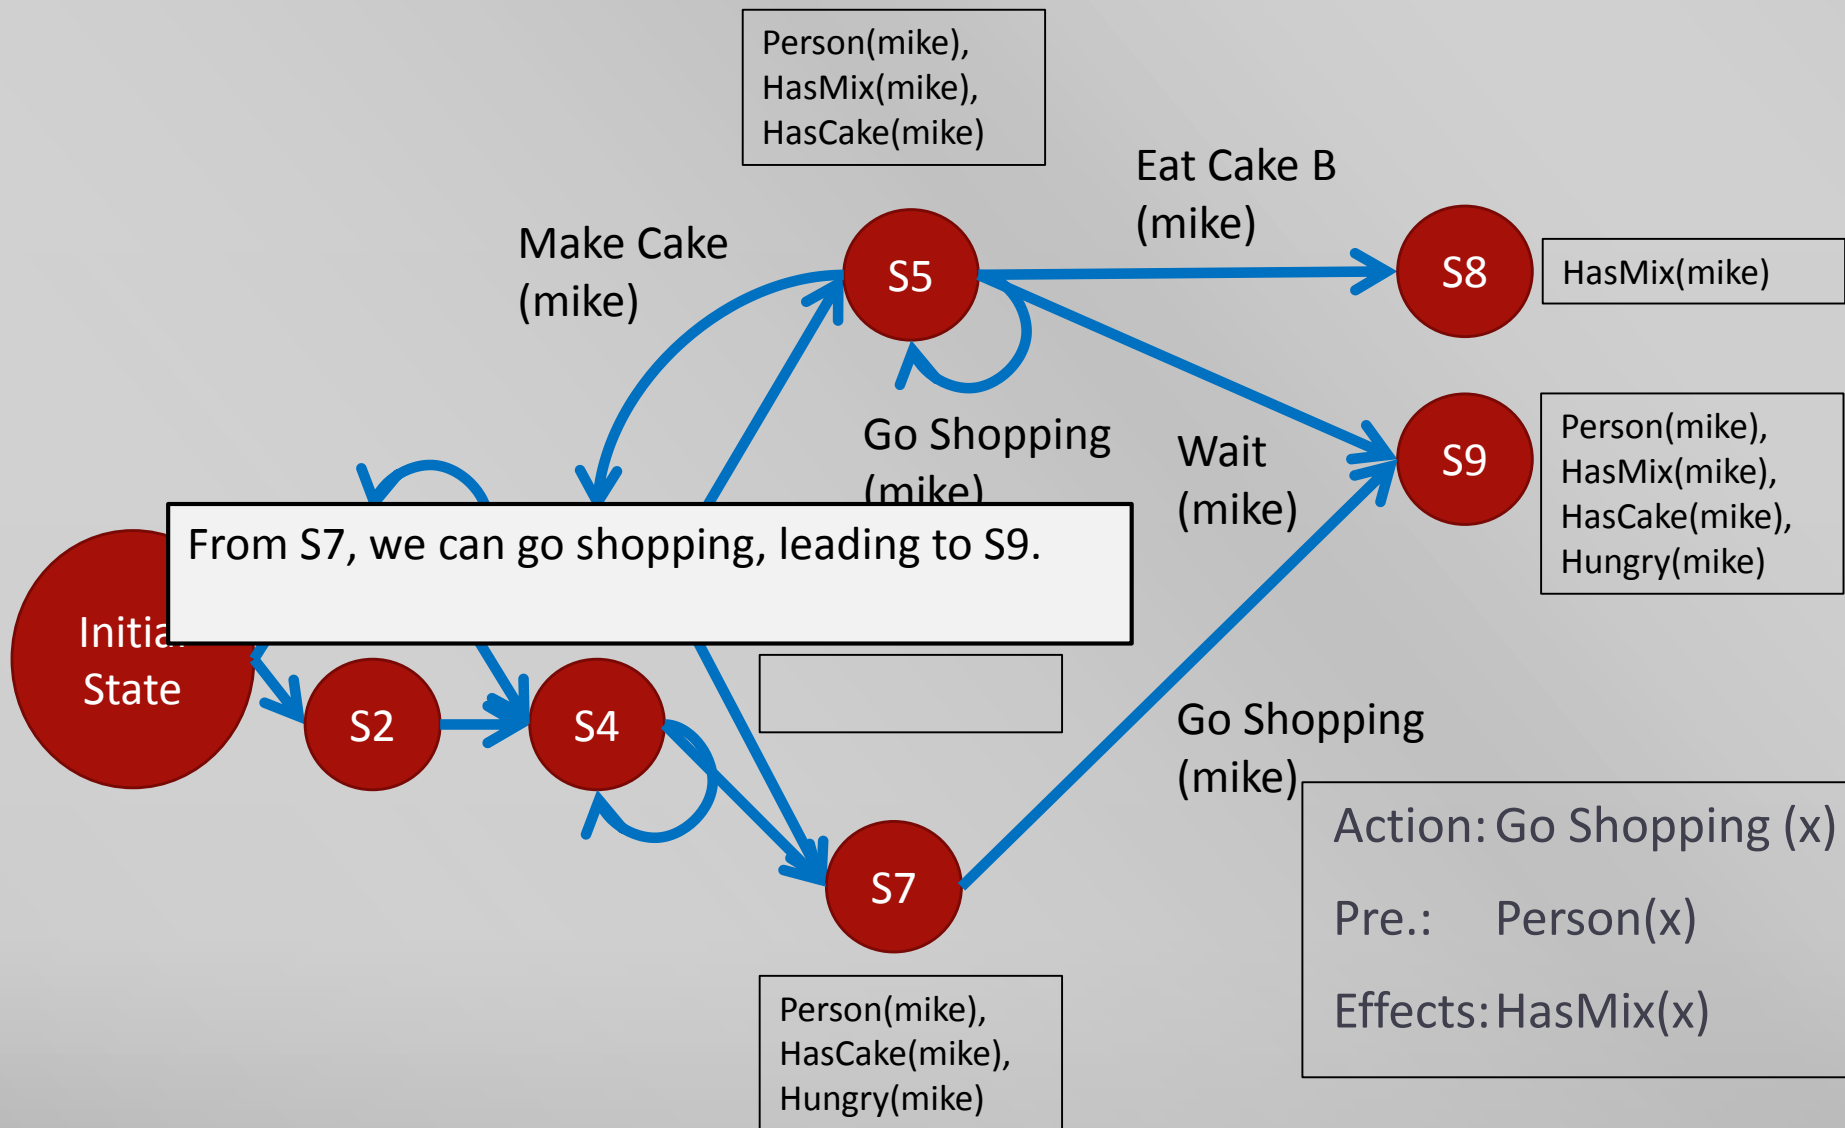 Person(mike),
HasMix(mike),
HasCake(mike)
Eat Cake B
(mike)
Make Cake
(mike)
S5
S8
HasMix(mike)
Go Shopping
(mike)
Wait
(mike)
S9
Person(mike),
HasMix(mike),
HasCake(mike),
Hungry(mike)
From S7, we can go shopping, leading to S9.
Initial
State
S2
S4
Go Shopping
(mike)
S7
Person(mike),
HasCake(mike),
Hungry(mike)
Action: Go Shopping (x)
Pre.: Person(x)
Effects: HasMix(x)